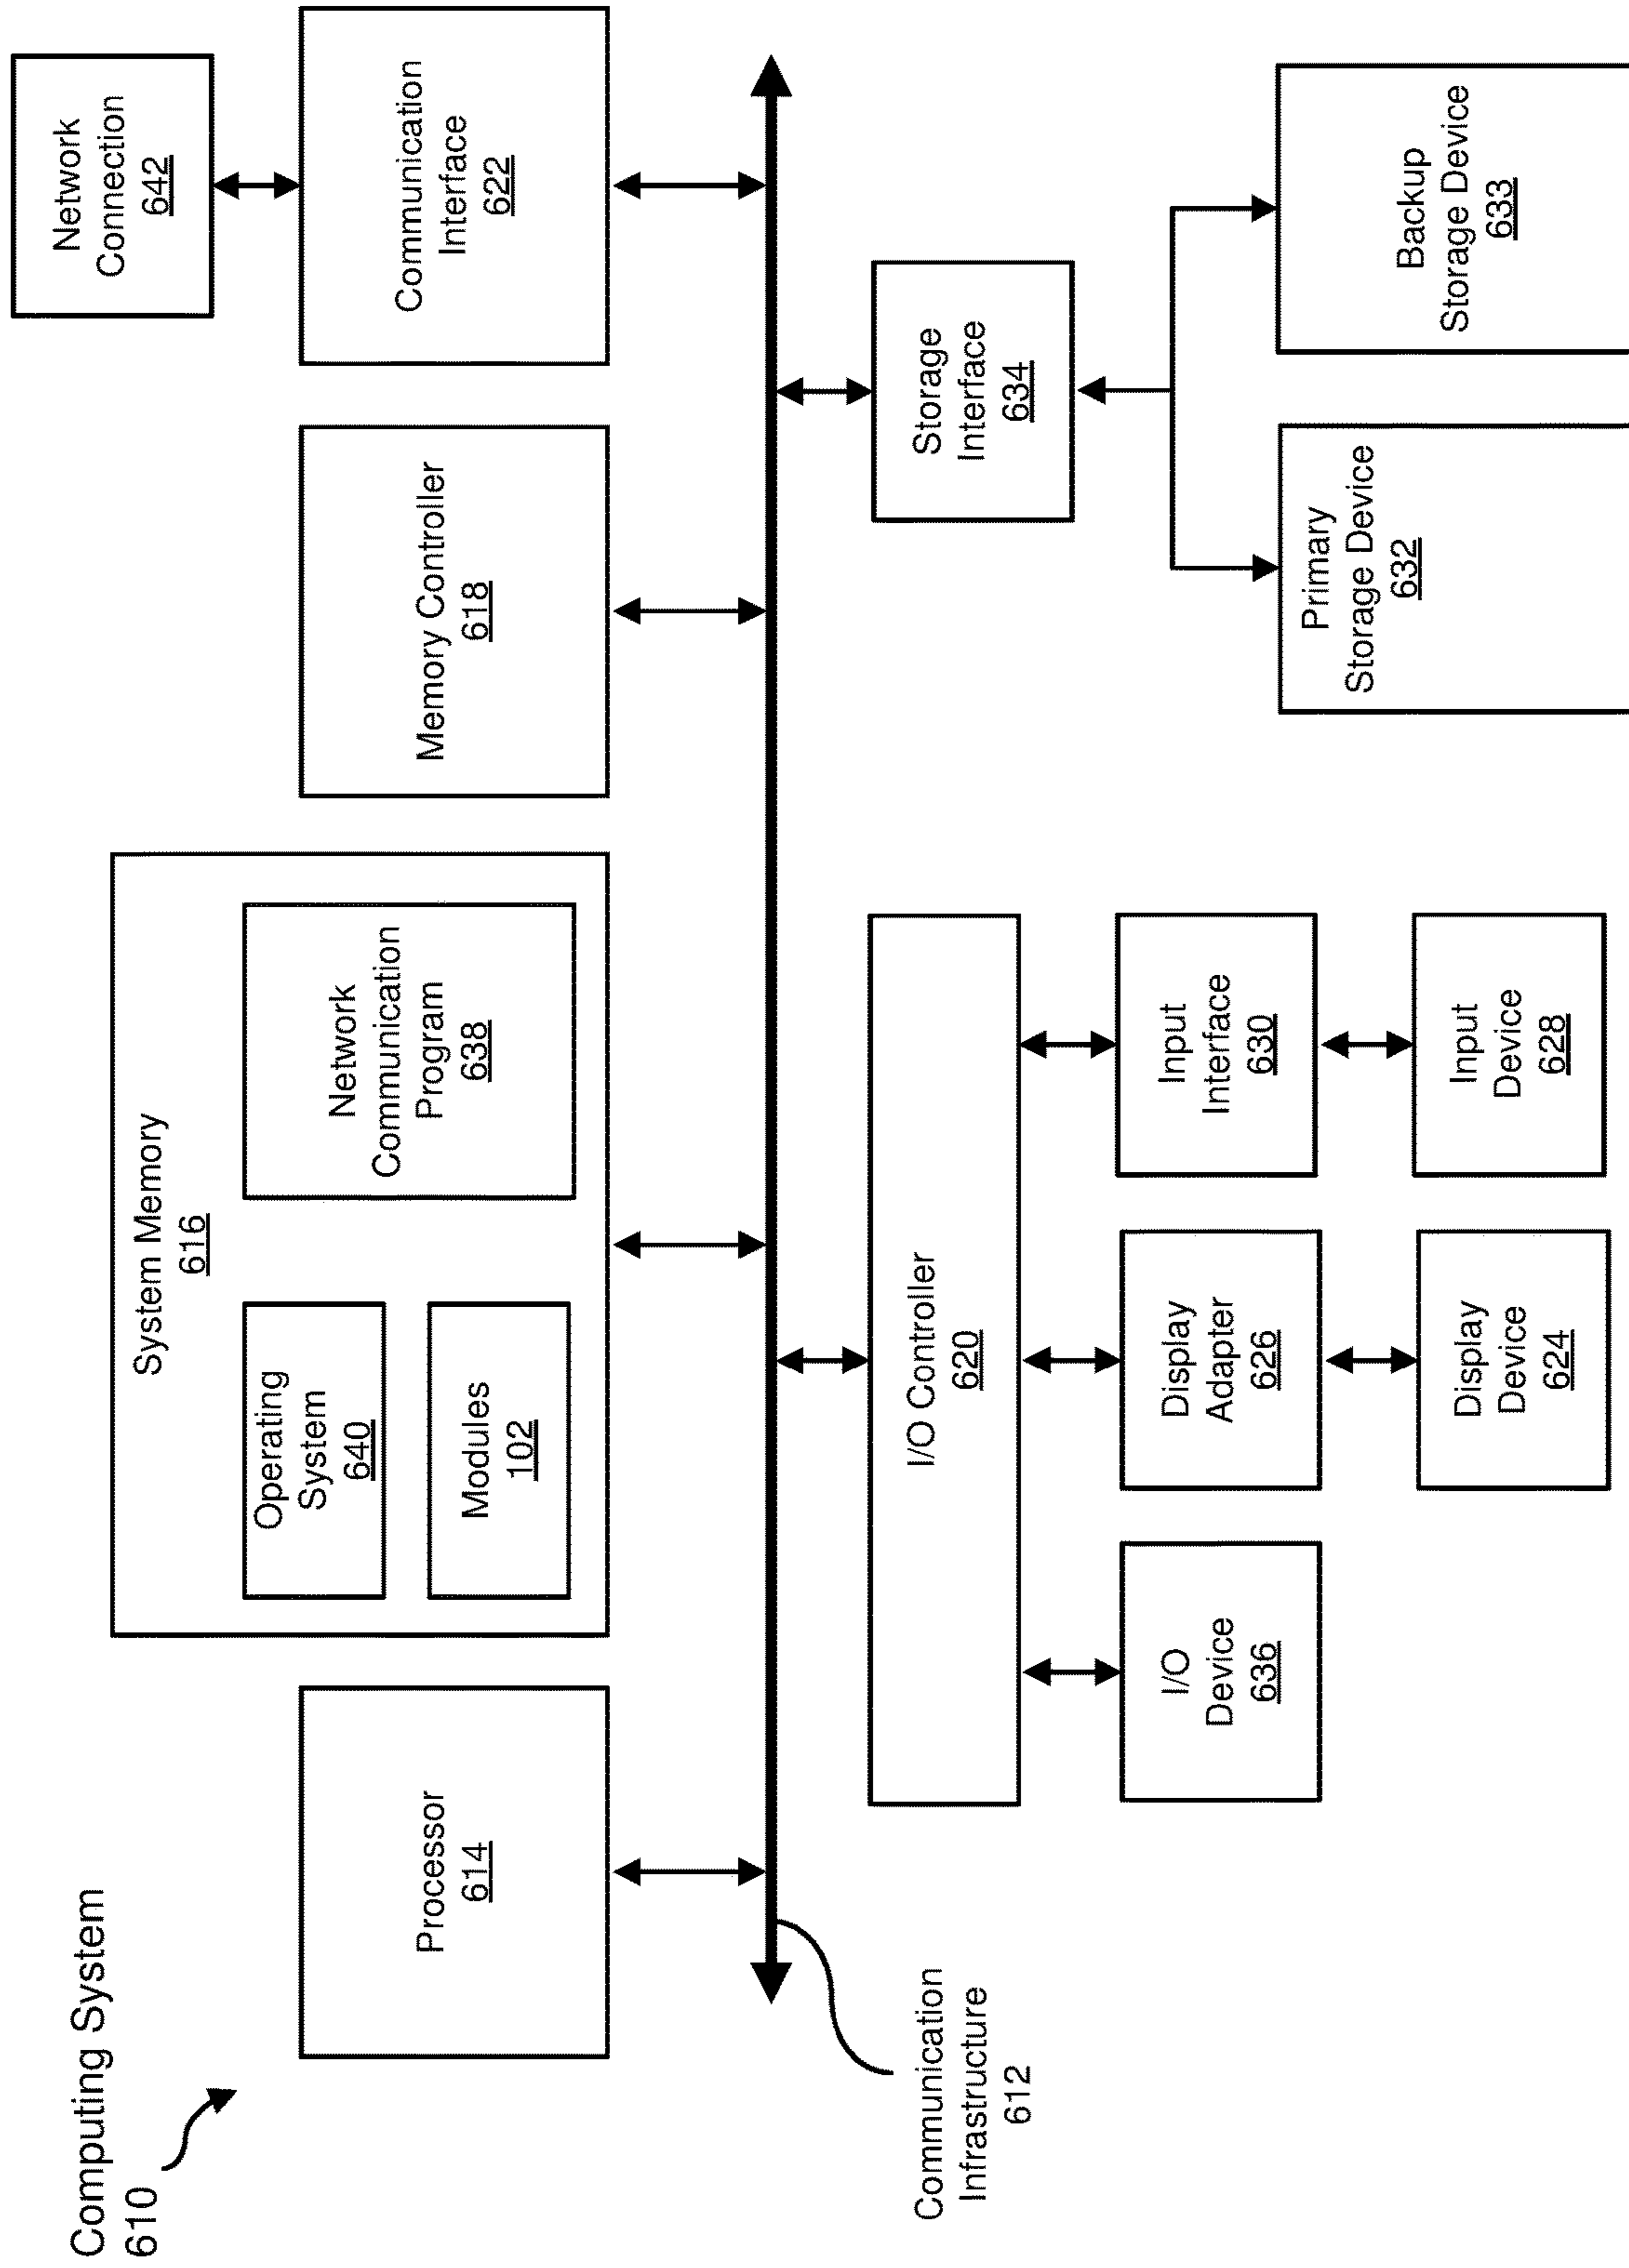 Computing System
610
Processor
614
System Memory
616
Operating
System
640
Modules
102
Network
Communication
Program
638
Memory Controller
618
Communication
Interface
622
Network
Connection
642
Communication
Infrastructure
612
I/O Controller
620
I/O
Device
636
Display
Adapter
626
Display
Device
624
Input
Interface
630
Input
Device
628
Storage
Interface
634
Primary
Storage Device
632
Backup
Storage Device
633